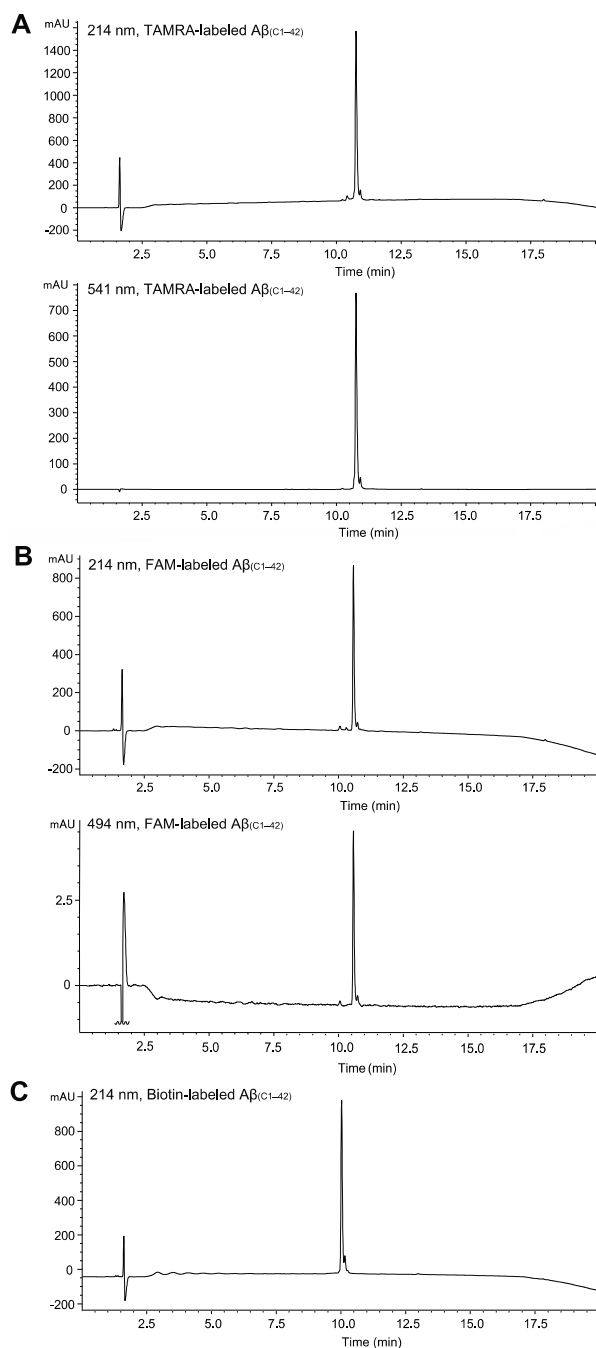 A
mAU
214 nm, TAMRA-labeled Aβ(C1–42)
1400
1200
1000
800
600
400
200
0
-200
2.5 5.0 7.5 10.0 12.5 15.0 17.5
Time (min)
mAU
541 nm, TAMRA-labeled Aβ(C1–42)
700
600
500
400
300
200
100
0
2.5 5.0 7.5 10.0 12.5 15.0 17.5
Time (min)
B
mAU
214 nm, FAM-labeled Aβ(C1–42)
800
600
400
200
0
-200
2.5 5.0 7.5 10.0 12.5 15.0 17.5
Time (min)
mAU
494 nm, FAM-labeled Aβ(C1–42)
2.5
0
2.5 5.0 7.5 10.0 12.5 15.0 17.5
Time (min)
C
mAU
214 nm, Biotin-labeled Aβ(C1–42)
800
600
400
200
0
-200
2.5 5.0 7.5 10.0 12.5 15.0 17.5
Time (min)